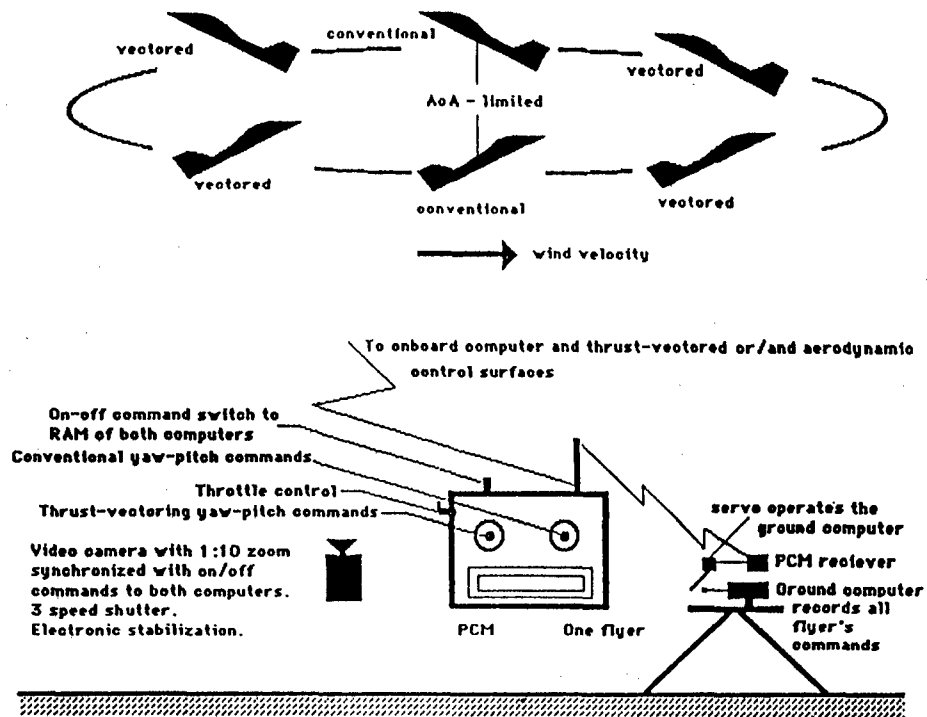 vectored
conventional
vectored
AoA - limited
vectored
conventional
vectored
wind velocity
To onboard computer and thrust-vectored or/and aerodynamic
control surfaces
On-off command switch to
RAM of both computers
Conventional yaw-pitch commands
Throttle control
Thrust-vectoring yaw-pitch commands
Video camera with 1:10 zoom
synchronized with on/off
commands to both computers.
3 speed shutter.
Electronic stabilization.
PCM
One flyer
servo operate's the
ground computer
PCM reciever
Ground computer
records all
flyer's
commands